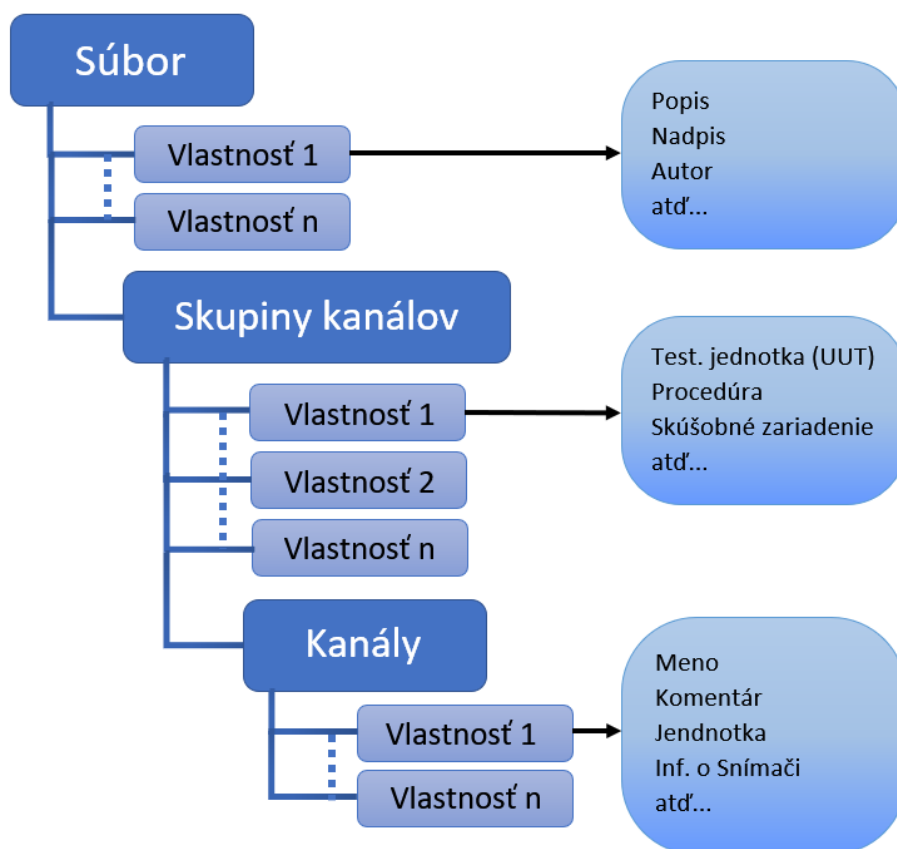 Súbor
Vlastnosť 1
Vlastnosť n
Popis
Nadpis
Autor
atď...
Skupiny kanálov
Vlastnosť 1
Vlastnosť 2
Vlastnosť n
Test. jednotka (UUT)
Procedúra
Skúšobné zariadenie
atď...
Kanály
Vlastnosť 1
Vlastnosť n
Meno
Komentár
Jendnotka
Inf. o Snímači
atď...